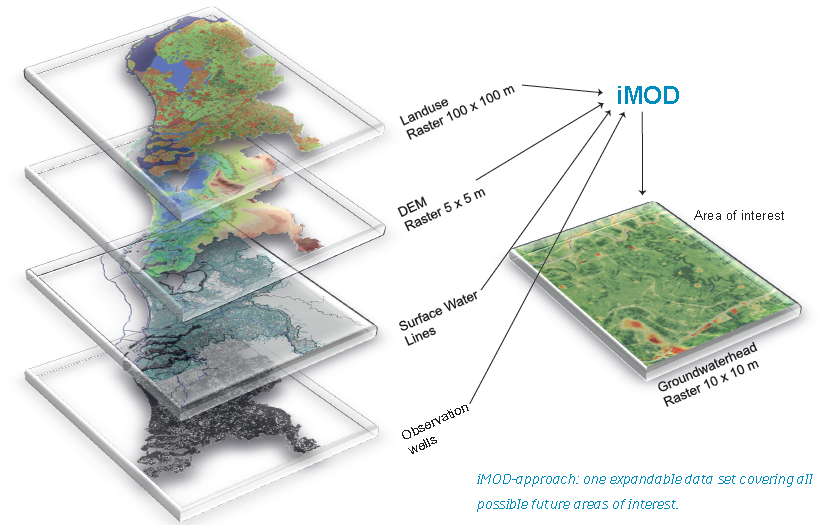 Landuse
Raster 100 x 100 m
iMOD
DEM
Raster 5 x 5 m
Area of interest
Surface Water
Lines
Groundwaterhead
Raster 10 x 10 m
Observation
wells
iMOD-approach: one expandable data set covering all
possible future areas of interest.